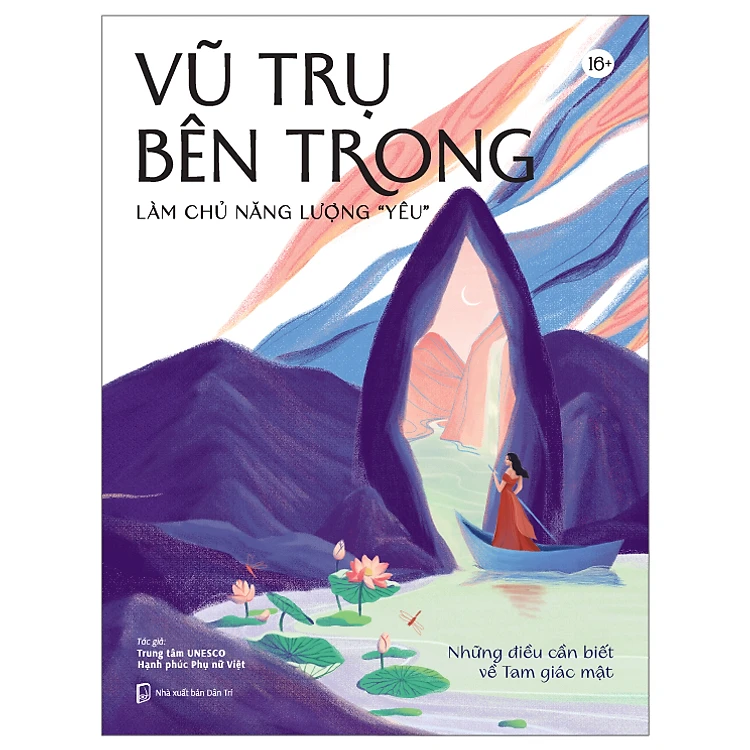 VŨ TRỤ
16+
BÊN TRONG
LÀM CHỦ NĂNG LƯỢNG "YÊU"
Tác giả:
Trung tâm UNESCO
Hạnh phúc Phụ nữ Việt
Nhà xuất bản Dân Trí
Những điều cần biết
về Tam giác mật